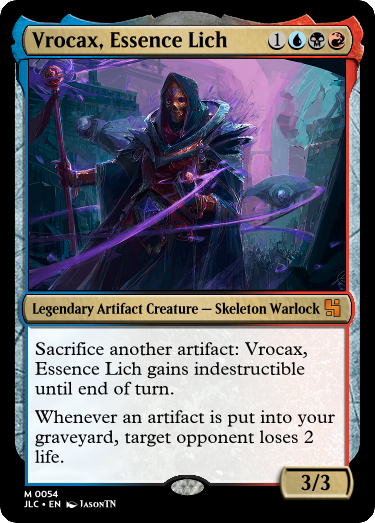 Vrocax, Essence Lich 1
Legendary Artifact Creature — Skeleton Warlock
Sacrifice another artifact: Vrocax,
Essence Lich gains indestructible
until end of turn.
Whenever an artifact is put into your
graveyard, target opponent loses 2
life.
3/3
M 0054
JLC • EN JASONTN